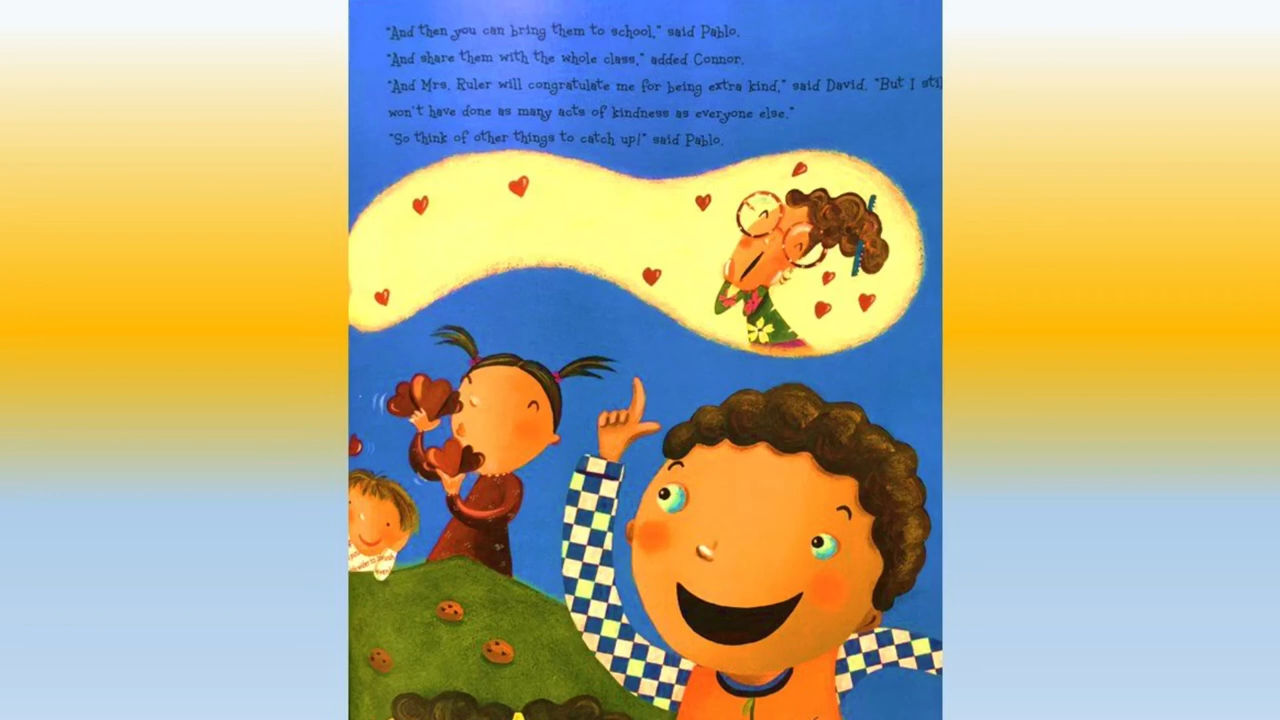 "And then you can bring them to school," said Pablo.
"And share them with the whole class," added Connor.
"And Mrs. Ruler will congratulate me for being extra kind," said David. "But I
won't have done as many acts of kindness as everyone else."
"So think of other things to catch up!" said Pablo.